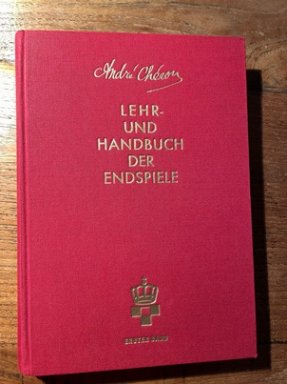 André Chéron
LEHR-
UND
HANDBUCH
DER
ENDSPIELE
ERSTER BAND